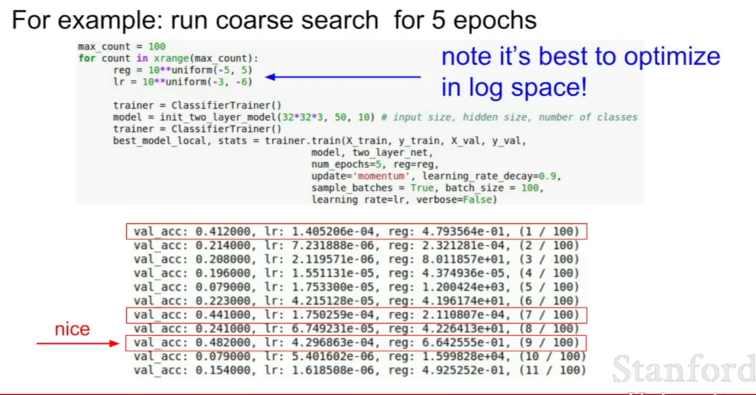 For example: run coarse search for 5 epochs
max_count = 100
for count in xrange(max_count):
reg = 10**uniform(-5, 5)
lr = 10**uniform(-3, -6)
note it's best to optimize
in log space!
trainer = ClassifierTrainer()
model = init_two_layer_model(32*32*3, 50, 10) # input size, hidden size, number of classes
trainer = ClassifierTrainer()
best_model_local, stats = trainer.train(X_train, y_train, X_val, y_val,
model, two_layer_net,
num_epochs=5, reg=reg,
update='momentum', learning_rate_decay=0.9,
sample_batches = True, batch_size = 100,
learning_rate=lr, verbose=False)
val_acc: 0.412000, lr: 1.405206e-04, reg: 4.793564e-01, (1 / 100)
val_acc: 0.214000, lr: 7.231888e-06, reg: 2.321281e-04, (2 / 100)
val_acc: 0.208000, lr: 2.119571e-06, reg: 8.011857e+01, (3 / 100)
val_acc: 0.196000, lr: 1.551131e-05, reg: 4.374936e-05, (4 / 100)
val_acc: 0.079000, lr: 1.753300e-05, reg: 1.200424e+03, (5 / 100)
val_acc: 0.223000, lr: 4.215128e-05, reg: 4.196174e+01, (6 / 100)
val_acc: 0.441000, lr: 1.750259e-04, reg: 2.110807e-04, (7 / 100)
val_acc: 0.241000, lr: 6.749231e-05, reg: 4.226413e+01, (8 / 100)
nice
val_acc: 0.482000, lr: 4.296863e-04, reg: 6.642555e-01, (9 / 100)
val_acc: 0.079000, lr: 5.401602e-06, reg: 1.599828e+04, (10 / 100)
val_acc: 0.154000, lr: 1.618508e-06, reg: 4.925252e-01, (11 / 100)
Stanford